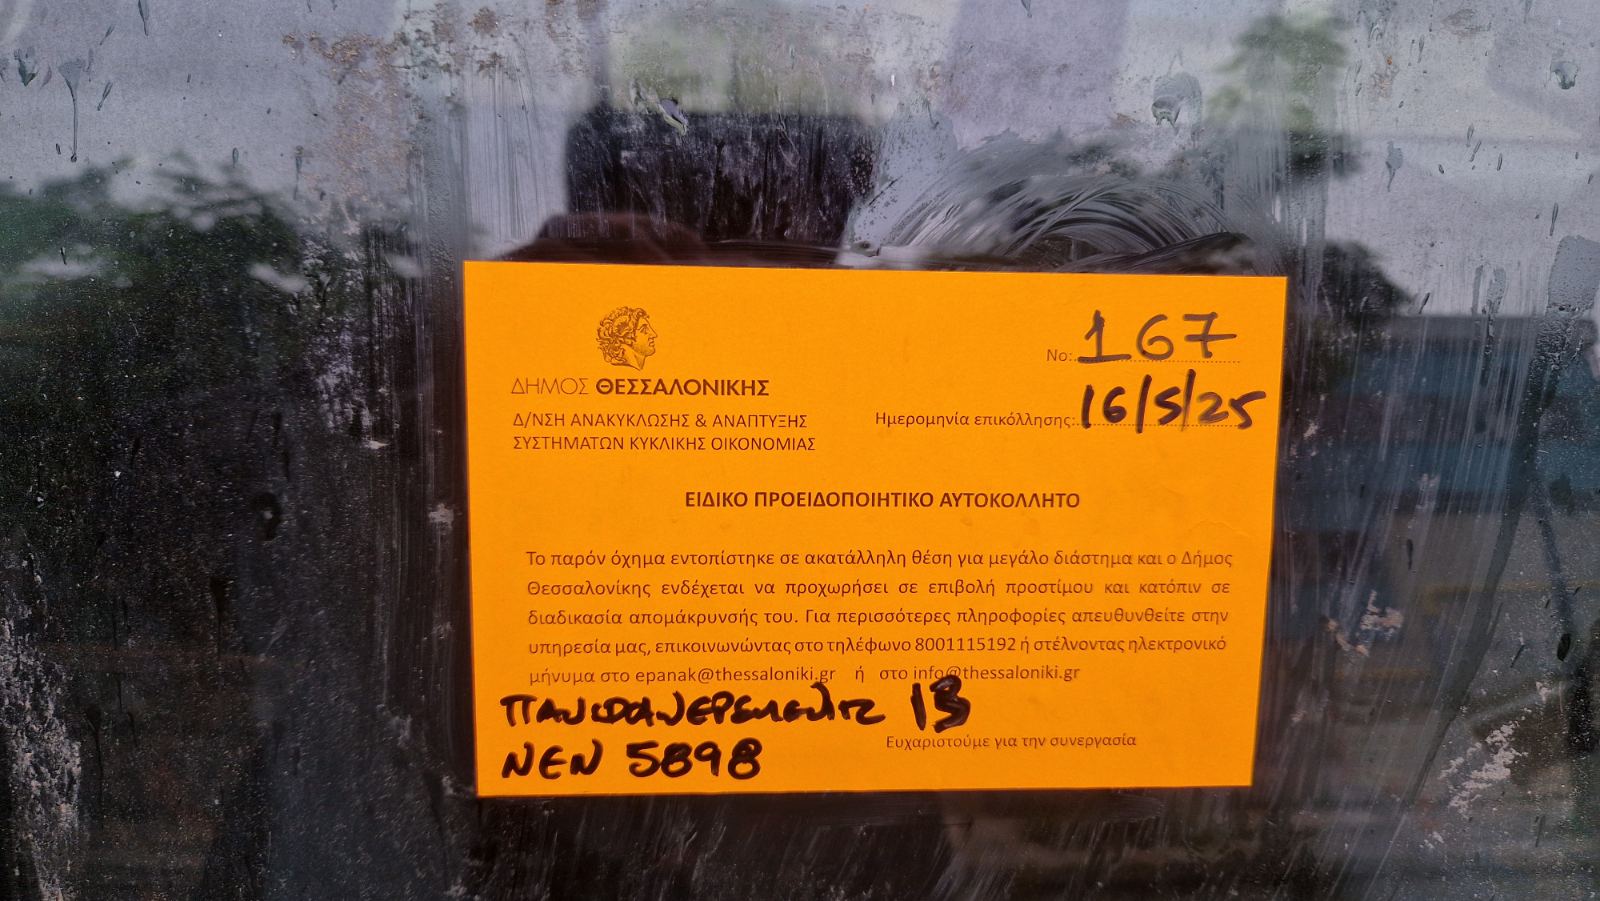 Νο: 167
ΔΗΜΟΣ ΘΕΣΣΑΛΟΝΙΚΗΣ
Δ/ΝΣΗ ΑΝΑΚΥΚΛΩΣΗΣ & ΑΝΑΠΤΥΞΗΣ
ΣΥΣΤΗΜΑΤΩΝ ΚΥΚΛΙΚΗΣ ΟΙΚΟΝΟΜΙΑΣ
Ημερομηνία επικόλλησης: 16/5/25
ΕΙΔΙΚΟ ΠΡΟΕΙΔΟΠΟΙΗΤΙΚΟ ΑΥΤΟΚΟΛΛΗΤΟ
Το παρόν όχημα εντοπίστηκε σε ακατάλληλη θέση για μεγάλο διάστημα και ο Δήμος
Θεσσαλονίκης ενδέχεται να προχωρήσει σε επιβολή προστίμου και κατόπιν σε
διαδικασία απομάκρυνσής του. Για περισσότερες πληροφορίες απευθυνθείτε στην
υπηρεσία μας, επικοινωνώντας στο τηλέφωνο 8001115192 ή στέλνοντας ηλεκτρονικό
μήνυμα στο epanak@thessaloniki.gr ή στο info@thessaloniki.gr
13
Ευχαριστούμε για την συνεργασία
ΝΕΝ 5898